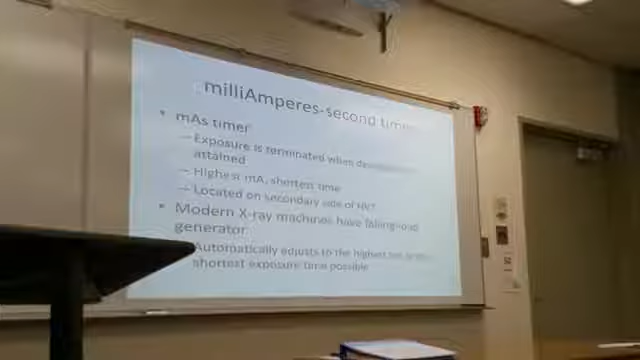 milliAmperes-second timer
• mAs timer
– Exposure is terminated when
attained
– Highest mA, shortest time
– Located on secondary side of
• Modern X-ray machines have falling-load
generator
Automatically adjusts to the highest
shortest exposure time possible